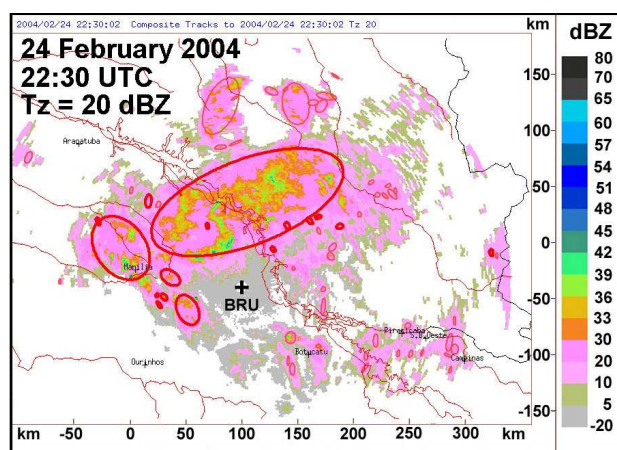 2004/02/24 22:30:02 Composite Tracks to 2004/02/24 22:30:02 Tz 20
km
dBZ
24 February 2004
22:30 UTC
Tz = 20 dBZ
Araçatuba
Marília
BRU
Ourinhos
Botucatu
Piracicaba
S.B.Oeste
Campinas
150
100
50
0
-50
-100
-150
km
-50
0
50
100
150
200
250
300
km
80
70
65
60
57
54
51
48
45
42
39
36
33
30
20
10
5
-20